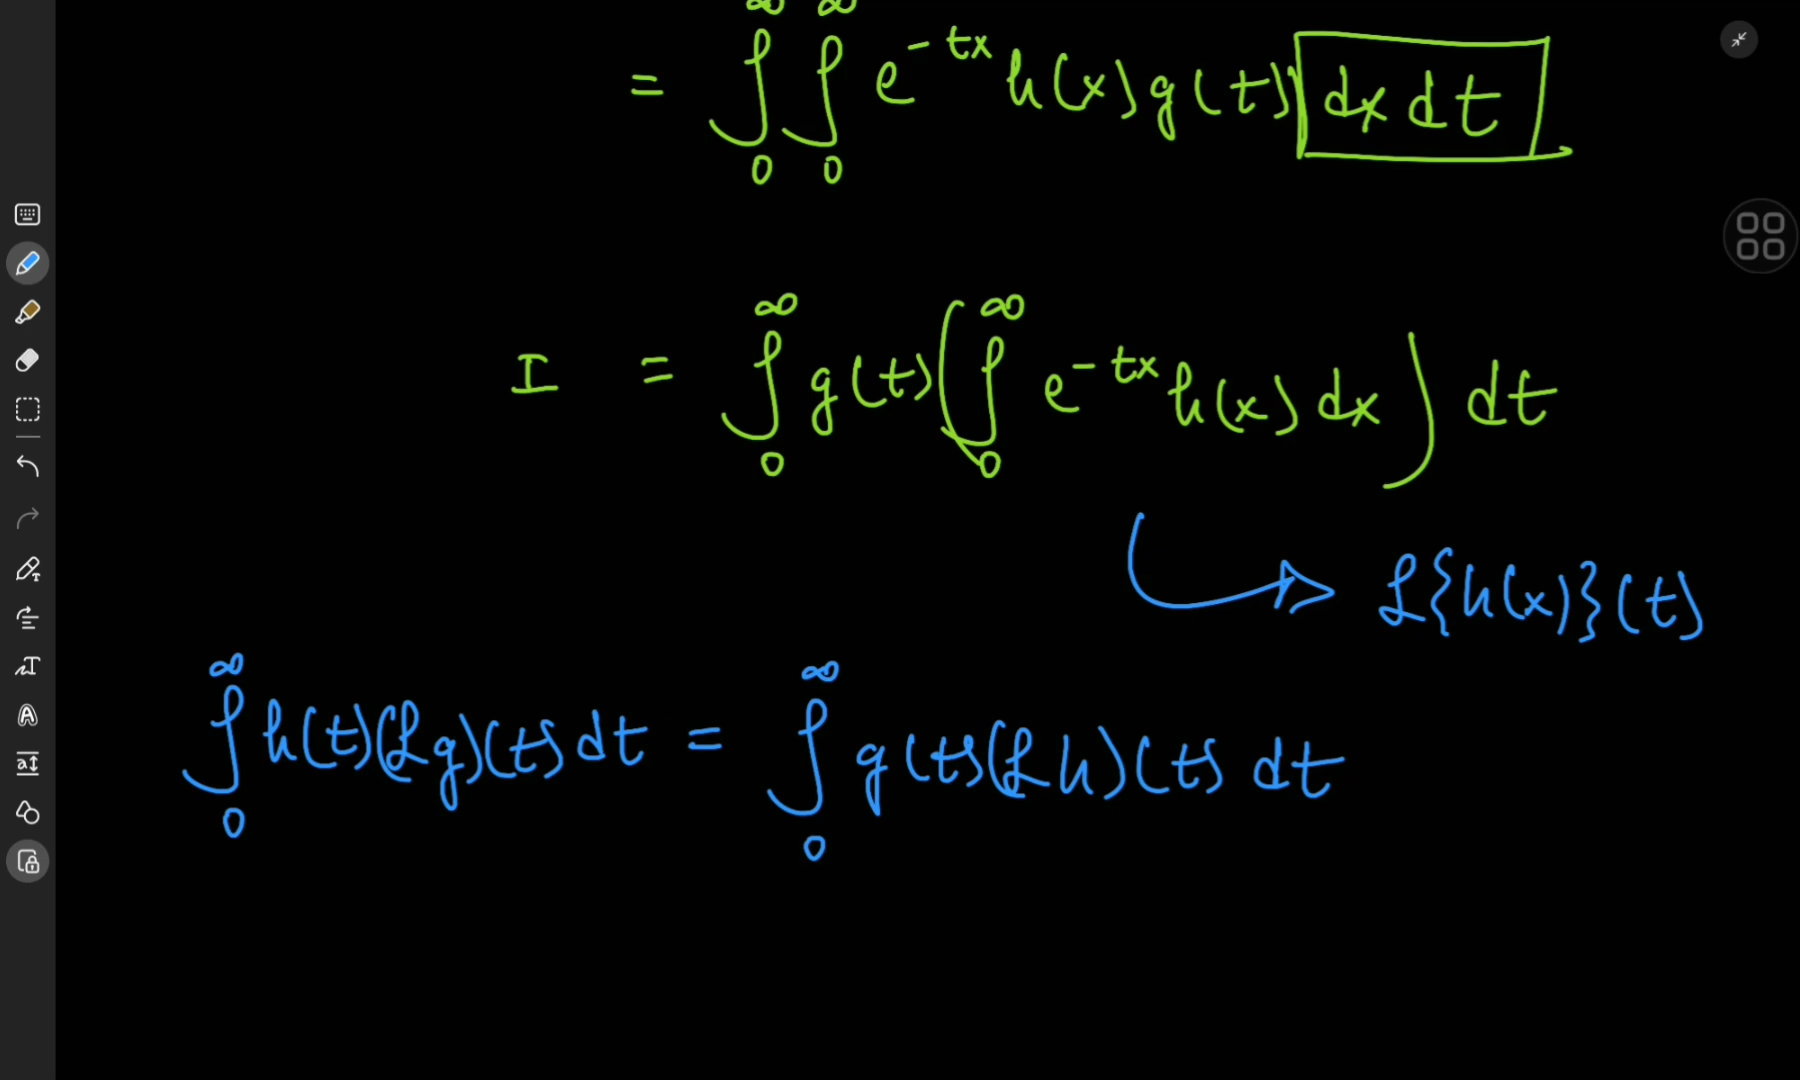 = ∫₀^∞ ∫₀^∞ e^{-tx} h(x) g(t) dx dt
I = ∫₀^∞ g(t) (∫₀^∞ e^{-tx} h(x) dx) dt
ℒ{h(x)}(t)
∫₀^∞ h(t)(ℒg)(t) dt = ∫₀^∞ g(t)(ℒh)(t) dt